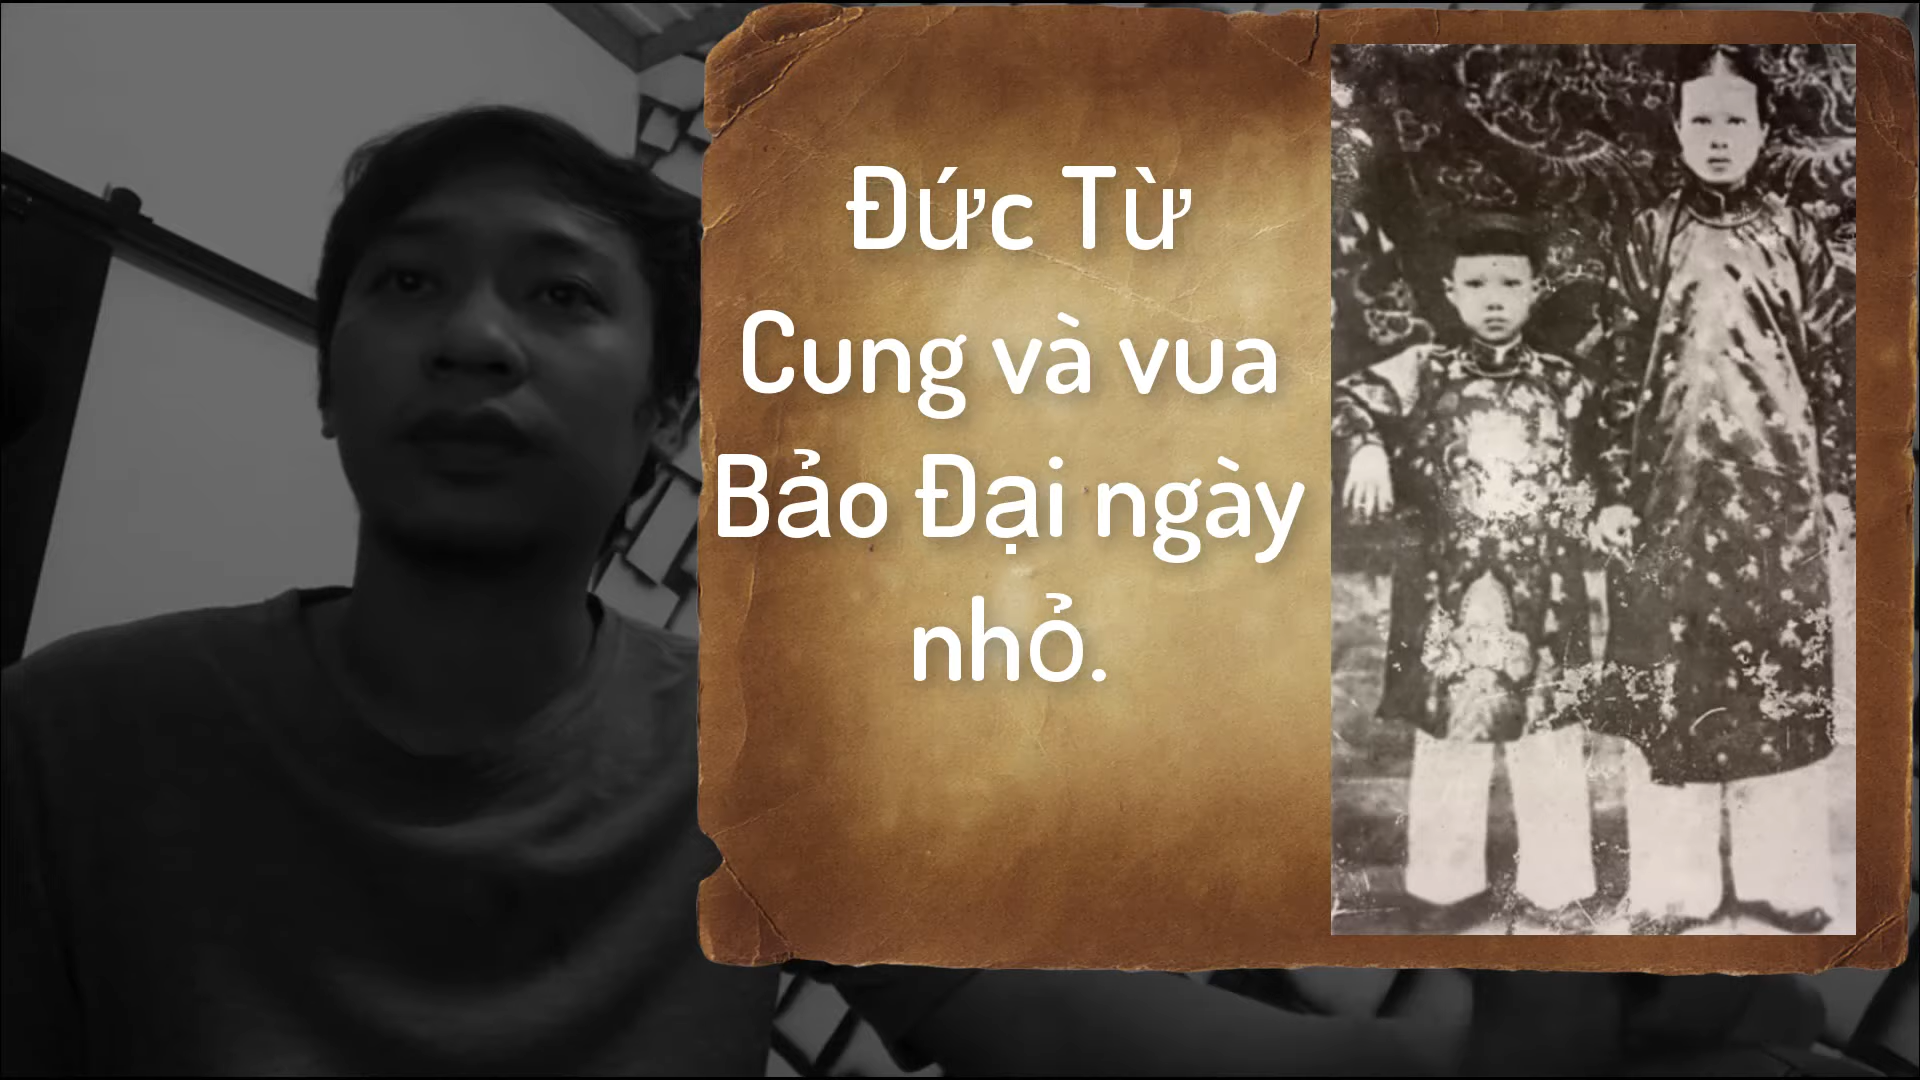 Đức Từ
Cung và vua
Bảo Đại ngày
nhỏ.